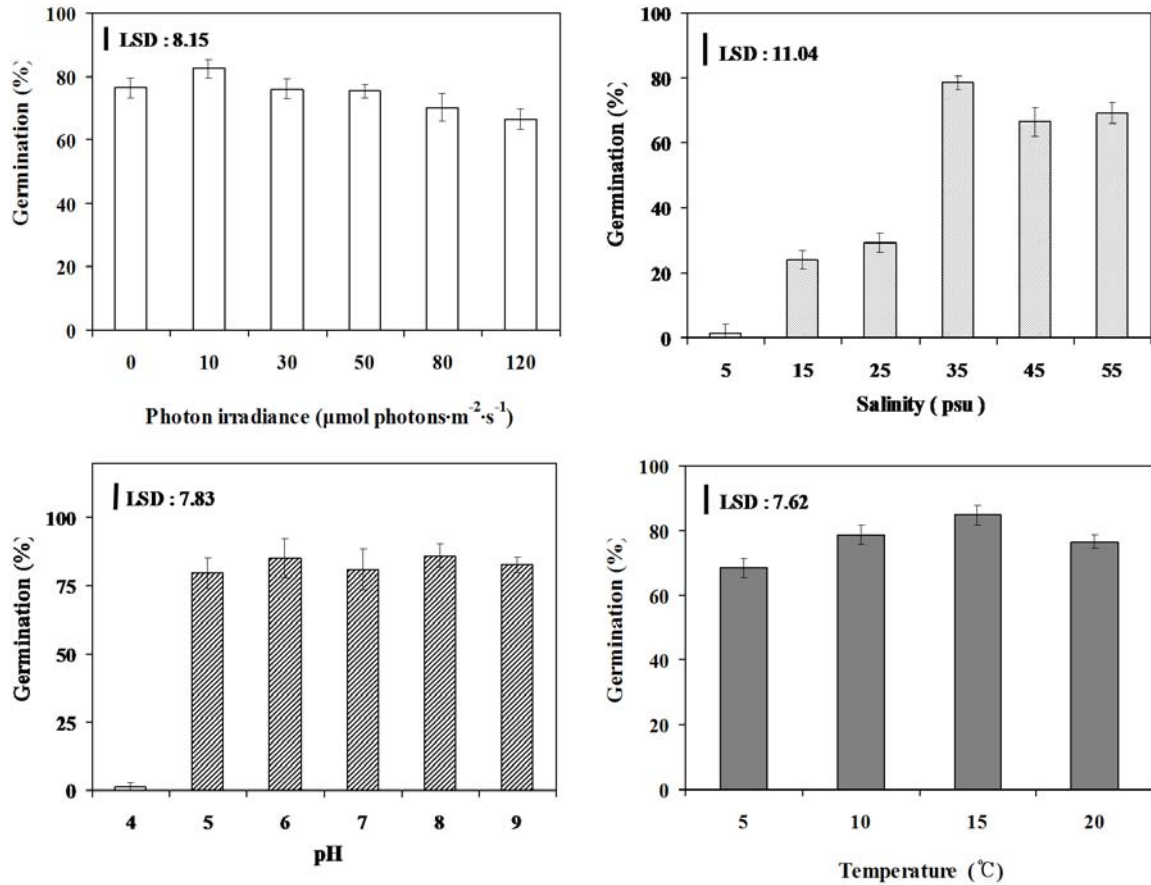 100
80
60
40
20
0
Germination (%)
LSD : 8.15
0 10 30 50 80 120
Photon irradiance (μmol photons·m⁻²·s⁻¹)
100
80
60
40
20
0
Germination (%)
LSD : 11.04
5 15 25 35 45 55
Salinity ( psu )
100
75
50
25
0
Germination (%)
LSD : 7.83
4 5 6 7 8 9
pH
100
80
60
40
20
0
Germination (%)
LSD : 7.62
5 10 15 20
Temperature (℃)